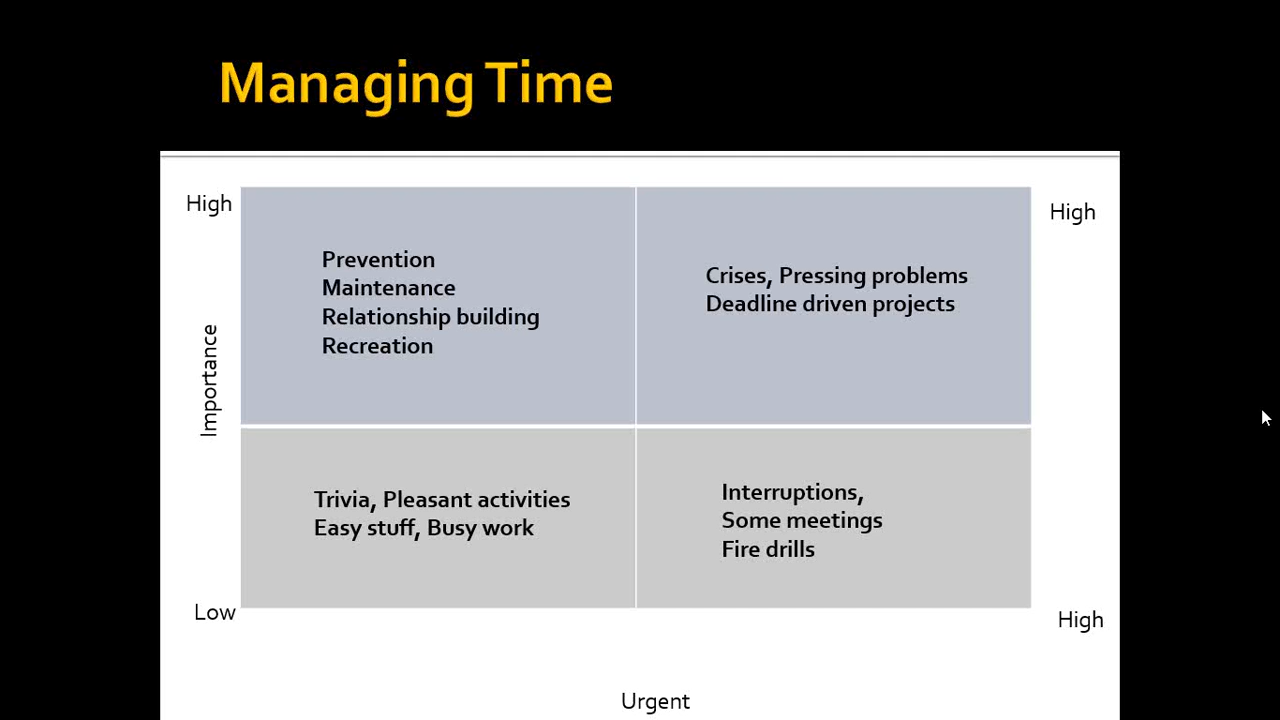 Managing Time
High
High
Prevention
Maintenance
Relationship building
Recreation
Crises, Pressing problems
Deadline driven projects
Importance
Trivia, Pleasant activities
Easy stuff, Busy work
Interruptions,
Some meetings
Fire drills
Low
High
Urgent